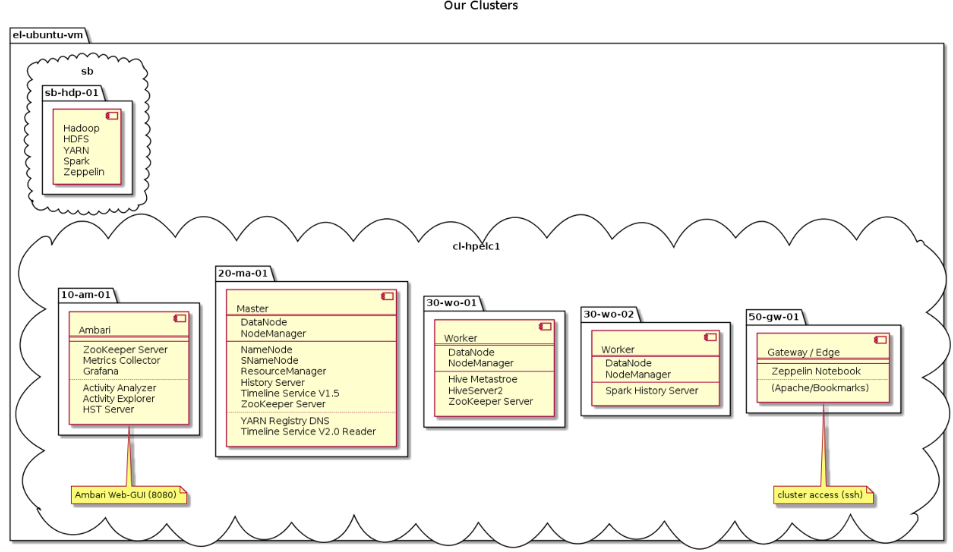 Our Clusters
el-ubuntu-vm
sb
sb-hdp-01
Hadoop
HDFS
YARN
Spark
Zeppelin
cl-hpelc1
10-am-01
Ambari
ZooKeeper Server
Metrics Collector
Grafana
Activity Analyzer
Activity Explorer
HST Server
Ambari Web-GUI (8080)
20-ma-01
Master
DataNode
NodeManager
NameNode
SNameNode
ResourceManager
History Server
Timeline Service V1.5
ZooKeeper Server
YARN Registry DNS
Timeline Service V2.0 Reader
30-wo-01
Worker
DataNode
NodeManager
Hive Metastroe
HiveServer2
ZooKeeper Server
30-wo-02
Worker
DataNode
NodeManager
Spark History Server
50-gw-01
Gateway / Edge
Zeppelin Notebook
(Apache/Bookmarks)
cluster access (ssh)